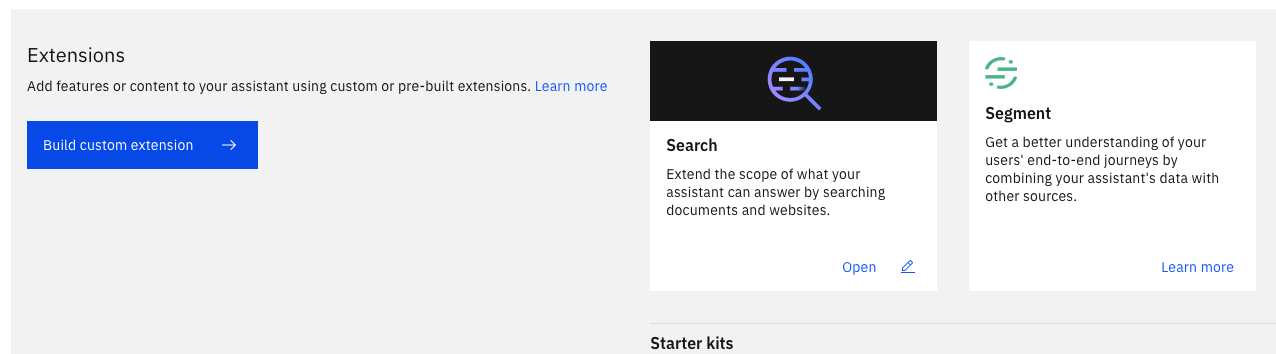 Extensions
Add features or content to your assistant using custom or pre-built extensions. Learn more
Build custom extension
Search
Extend the scope of what your
assistant can answer by searching
documents and websites.
Open
Segment
Get a better understanding of your
users' end-to-end journeys by
combining your assistant's data with
other sources.
Learn more
Starter kits